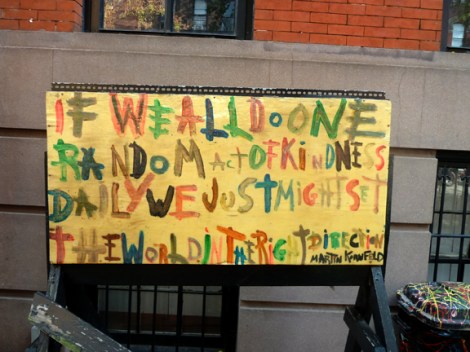 IF WE ALL DO ONE
RANDOM ACT OF KINDNESS
DAILY WE JUST MIGHT SET
THE WORLD IN THE RIGHT DIRECTION
MARTIN KORNFELD